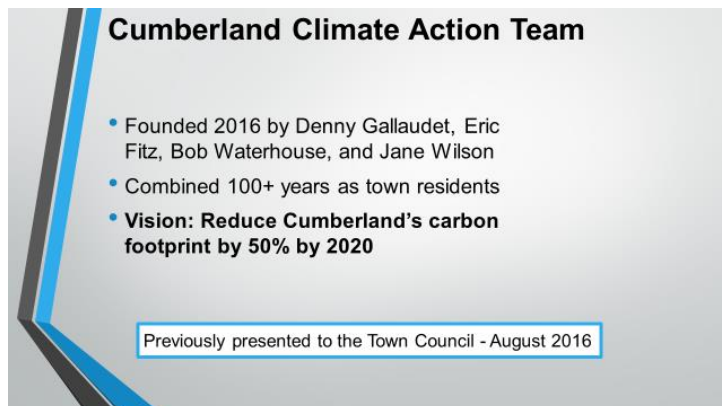 Cumberland Climate Action Team
• Founded 2016 by Denny Gallaudet, Eric
Fitz, Bob Waterhouse, and Jane Wilson
• Combined 100+ years as town residents
• Vision: Reduce Cumberland’s carbon
footprint by 50% by 2020
Previously presented to the Town Council - August 2016